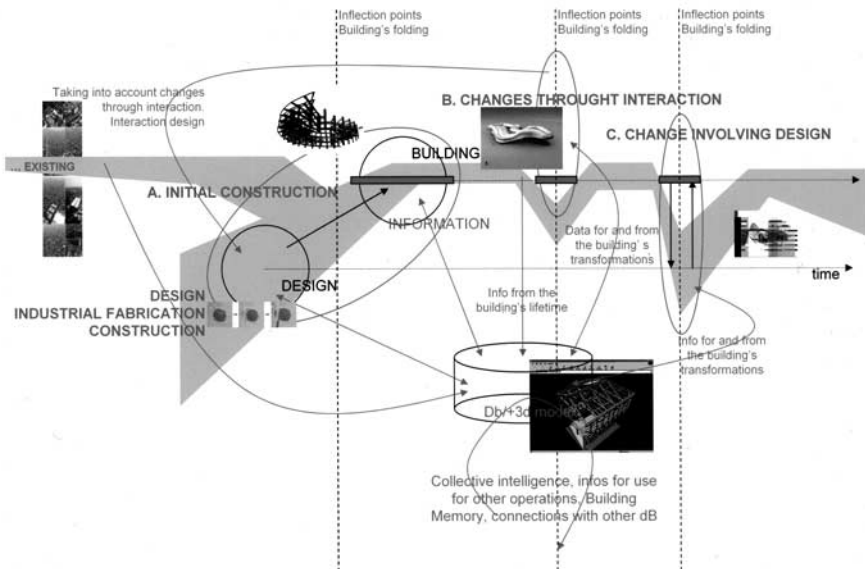 Inflection points
Building's folding
Inflection points
Building's folding
Inflection points
Building's folding
Taking into account changes
through interaction.
Interaction design
B. CHANGES THROUGHT INTERACTION
C. CHANGE INVOLVING DESIGN
BUILDING
... EXISTING
A. INITIAL CONSTRUCTION
INFORMATION
Data for and from
the building's
transformations
time
DESIGN
DESIGN
INDUSTRIAL FABRICATION
CONSTRUCTION
Info from the
building's lifetime
Info for and from
the building's
transformations
Db/+3d mode
Collective intelligence, infos for use
for other operations, Building
Memory, connections with other dB